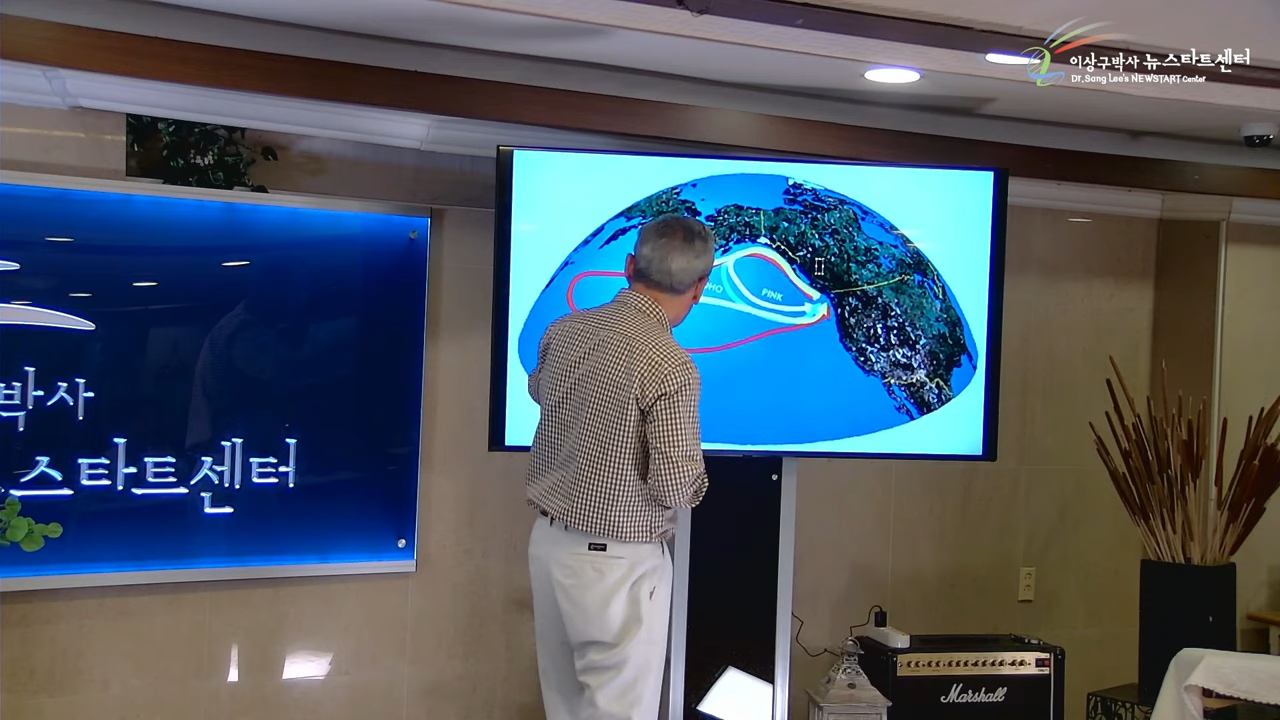 이상구박사 뉴스타트센터
Dr. Sang Lee's NEWSTART Center
PINK
박사
스타트센터
Marshall